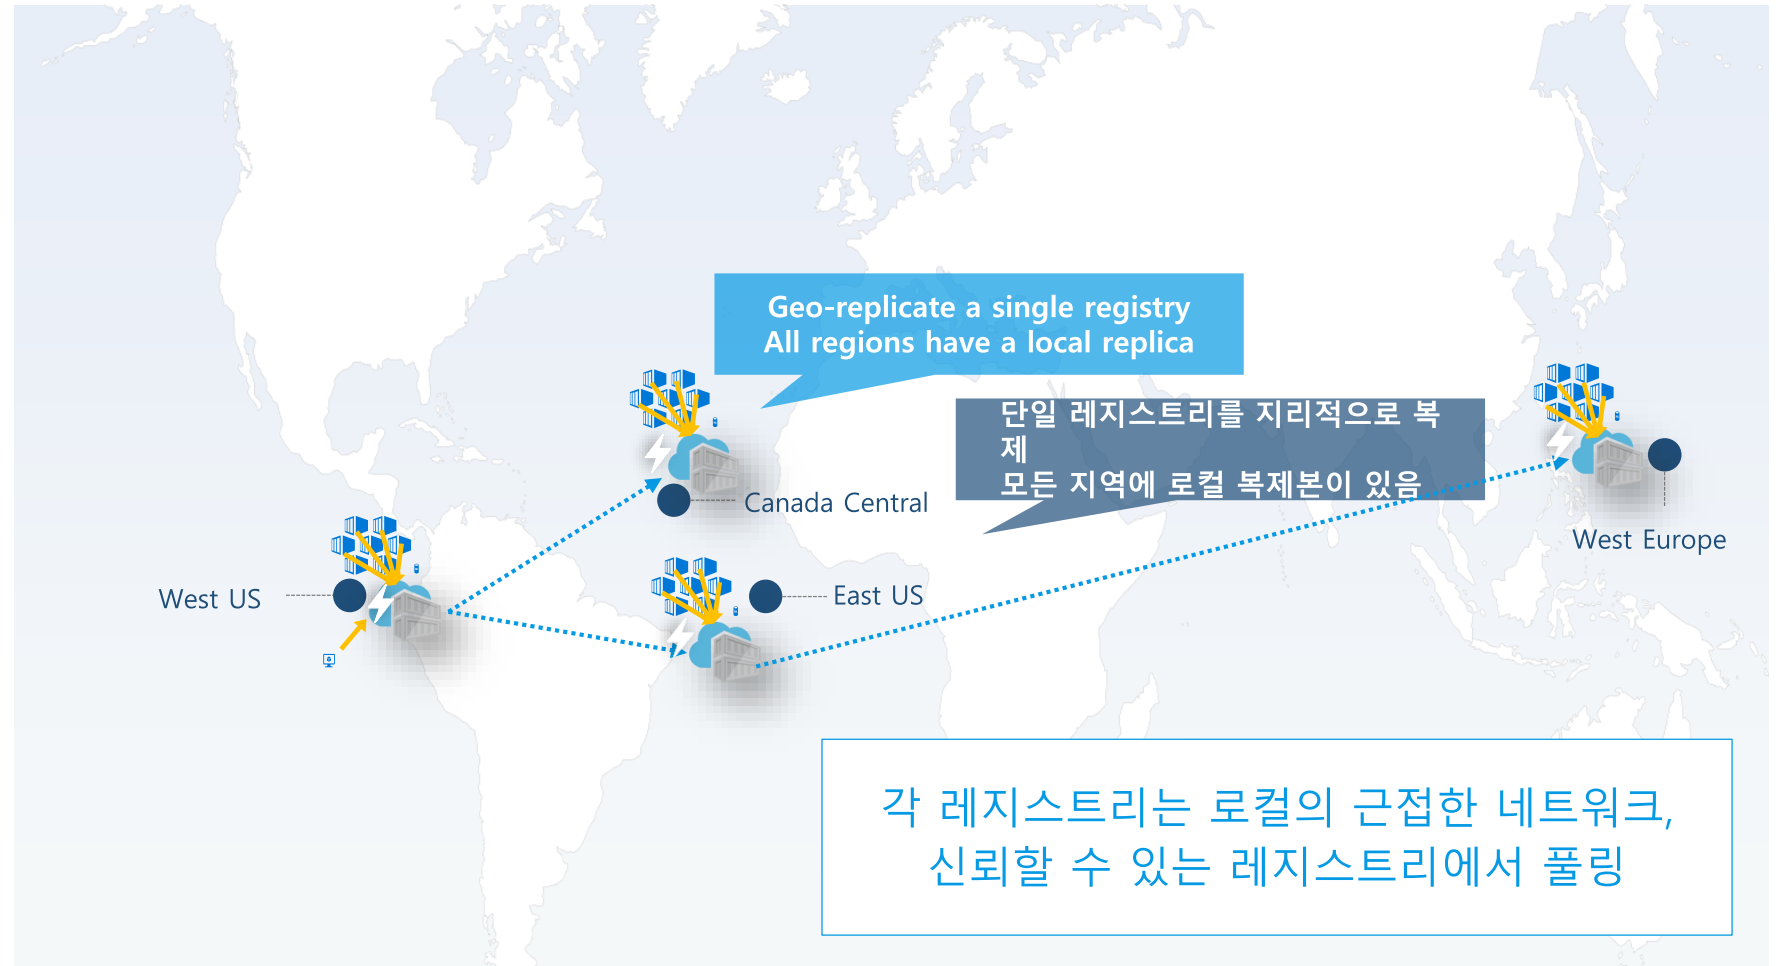 Geo-replicate a single registry
All regions have a local replica
단일 레지스트리를 지리적으로 복
제
모든 지역에 로컬 복제본이 있음
Canada Central
West Europe
West US
East US
각 레지스트리는 로컬의 근접한 네트워크,
신뢰할 수 있는 레지스트리에서 풀링